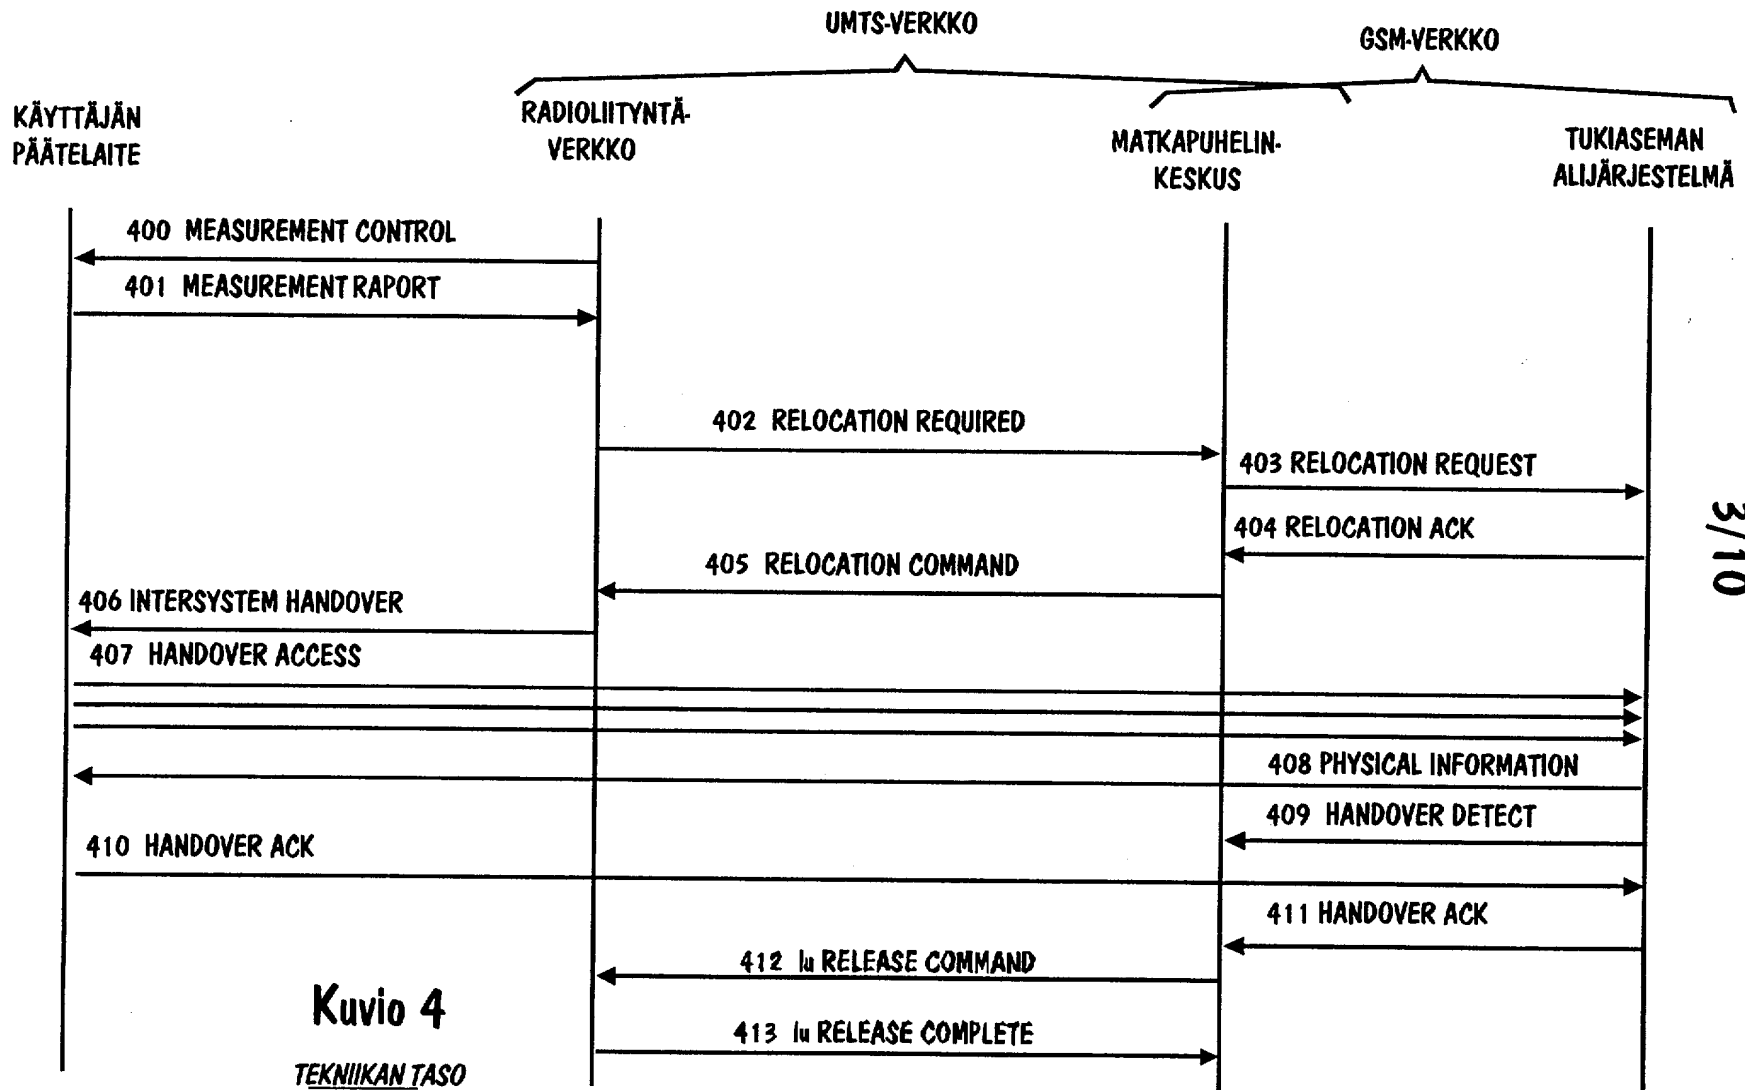 UMTS-VERKKO
GSM-VERKKO
KÄYTTÄJÄN
PÄÄTELAITE
RADIOLIITYNTÄ-
VERKKO
MATKAPUHELIN-
KESKUS
TUKIASEMAN
ALIJÄRJESTELMÄ
400 MEASUREMENT CONTROL
401 MEASUREMENT RAPORT
402 RELOCATION REQUIRED
403 RELOCATION REQUEST
404 RELOCATION ACK
405 RELOCATION COMMAND
406 INTERSYSTEM HANDOVER
407 HANDOVER ACCESS
408 PHYSICAL INFORMATION
409 HANDOVER DETECT
410 HANDOVER ACK
411 HANDOVER ACK
412 Iu RELEASE COMMAND
413 Iu RELEASE COMPLETE
Kuvio 4
TEKNIIKAN TASO
3/10